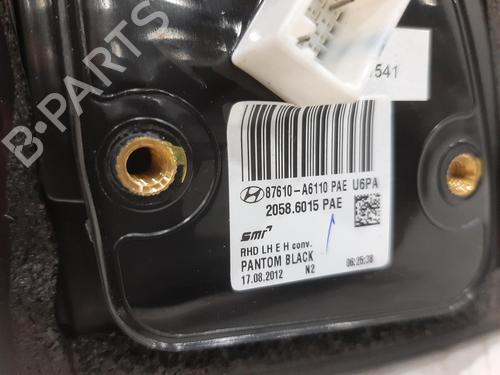 B-PARTS
541
87610-A6110 PAE U6PA
2058.6015 PAE
SMR
RHD LH E H conv.
PANTOM BLACK
17.08.2012 N2 06:25:38